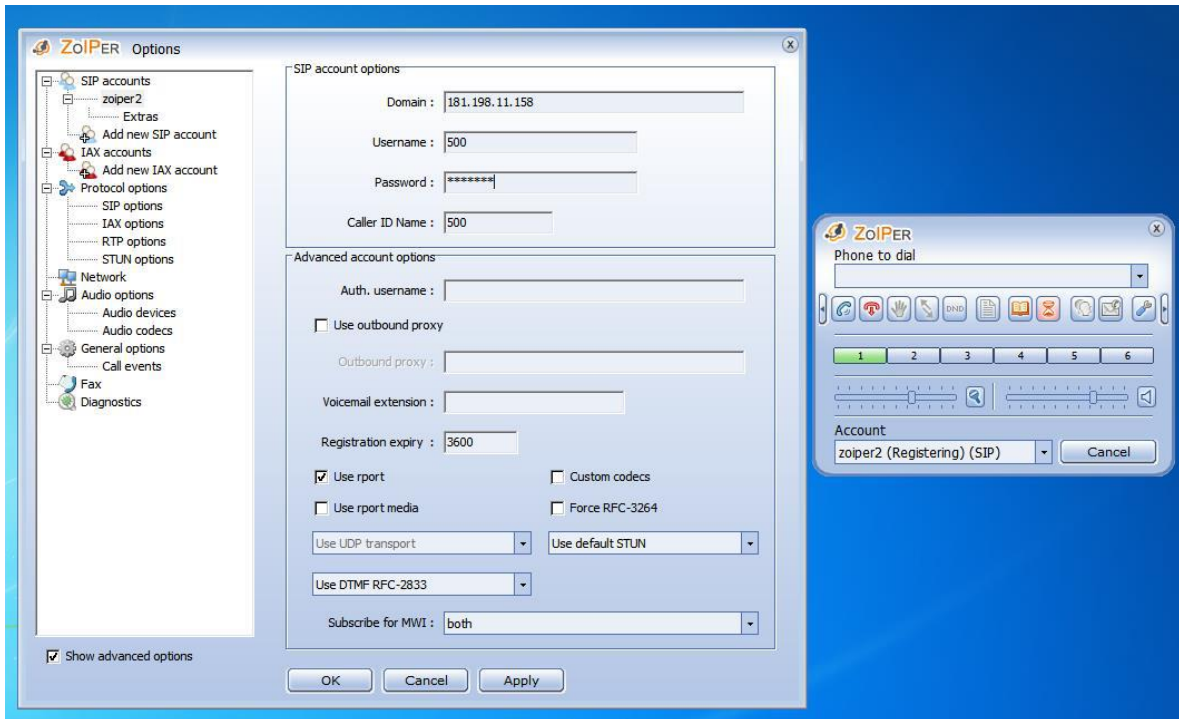 ZOIPER Options
SIP accounts
zoiper2
Extras
Add new SIP account
IAX accounts
Add new IAX account
Protocol options
SIP options
IAX options
RTP options
STUN options
Network
Audio options
Audio devices
Audio codecs
General options
Call events
Fax
Diagnostics
Show advanced options
SIP account options
Domain : 181.198.11.158
Username : 500
Password : *******
Caller ID Name : 500
Advanced account options
Auth. username :
Use outbound proxy
Outbound proxy :
Voicemail extension :
Registration expiry : 3600
Use rport Custom codecs
Use rport media Force RFC-3264
Use UDP transport Use default STUN
Use DTMF RFC-2833
Subscribe for MWI : both
OK Cancel Apply
ZOIPER
Phone to dial
DND
1 2 3 4 5 6
Account
zoiper2 (Registering) (SIP) Cancel